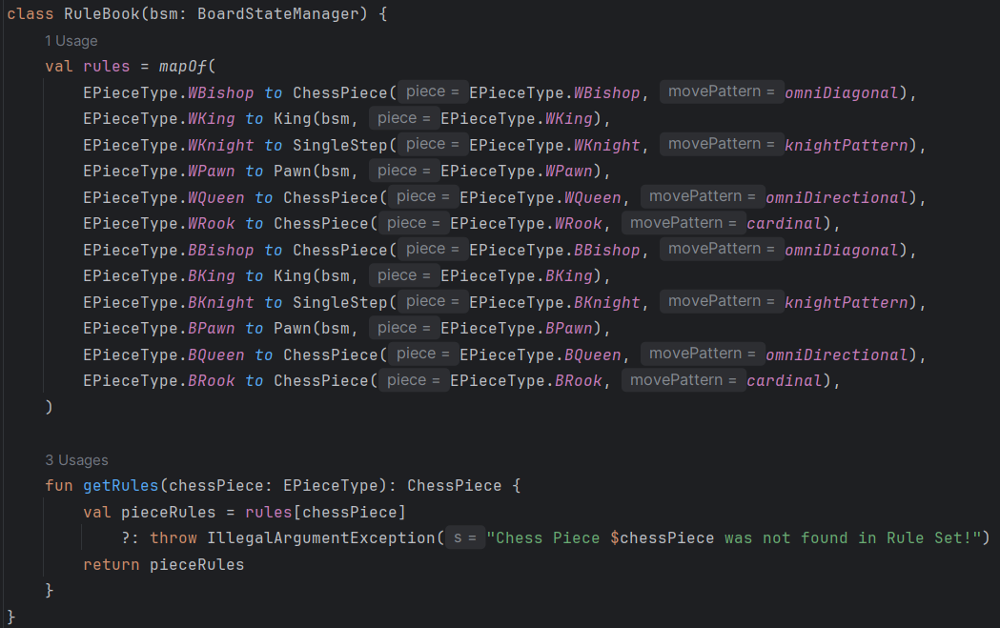 class RuleBook(bsm: BoardStateManager) {
1 Usage
val rules = mapOf(
EPieceType.WBishop to ChessPiece( piece = EPieceType.WBishop, movePattern = omniDiagonal),
EPieceType.WKing to King(bsm, piece = EPieceType.WKing),
EPieceType.WKnight to SingleStep( piece = EPieceType.WKnight, movePattern = knightPattern),
EPieceType.WPawn to Pawn(bsm, piece = EPieceType.WPawn),
EPieceType.WQueen to ChessPiece( piece = EPieceType.WQueen, movePattern = omniDirectional),
EPieceType.WRook to ChessPiece( piece = EPieceType.WRook, movePattern = cardinal),
EPieceType.BBishop to ChessPiece( piece = EPieceType.BBishop, movePattern = omniDiagonal),
EPieceType.BKing to King(bsm, piece = EPieceType.BKing),
EPieceType.BKnight to SingleStep( piece = EPieceType.BKnight, movePattern = knightPattern),
EPieceType.BPawn to Pawn(bsm, piece = EPieceType.BPawn),
EPieceType.BQueen to ChessPiece( piece = EPieceType.BQueen, movePattern = omniDirectional),
EPieceType.BRook to ChessPiece( piece = EPieceType.BRook, movePattern = cardinal),
)
3 Usages
fun getRules(chessPiece: EPieceType): ChessPiece {
val pieceRules = rules[chessPiece]
?: throw IllegalArgumentException( s = "Chess Piece $chessPiece was not found in Rule Set!")
return pieceRules
}
}